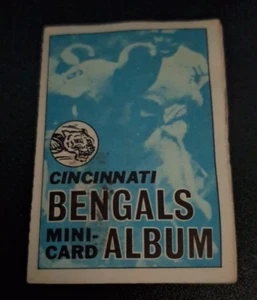 CINCINNATI
BENGALS
MINI-
CARD ALBUM